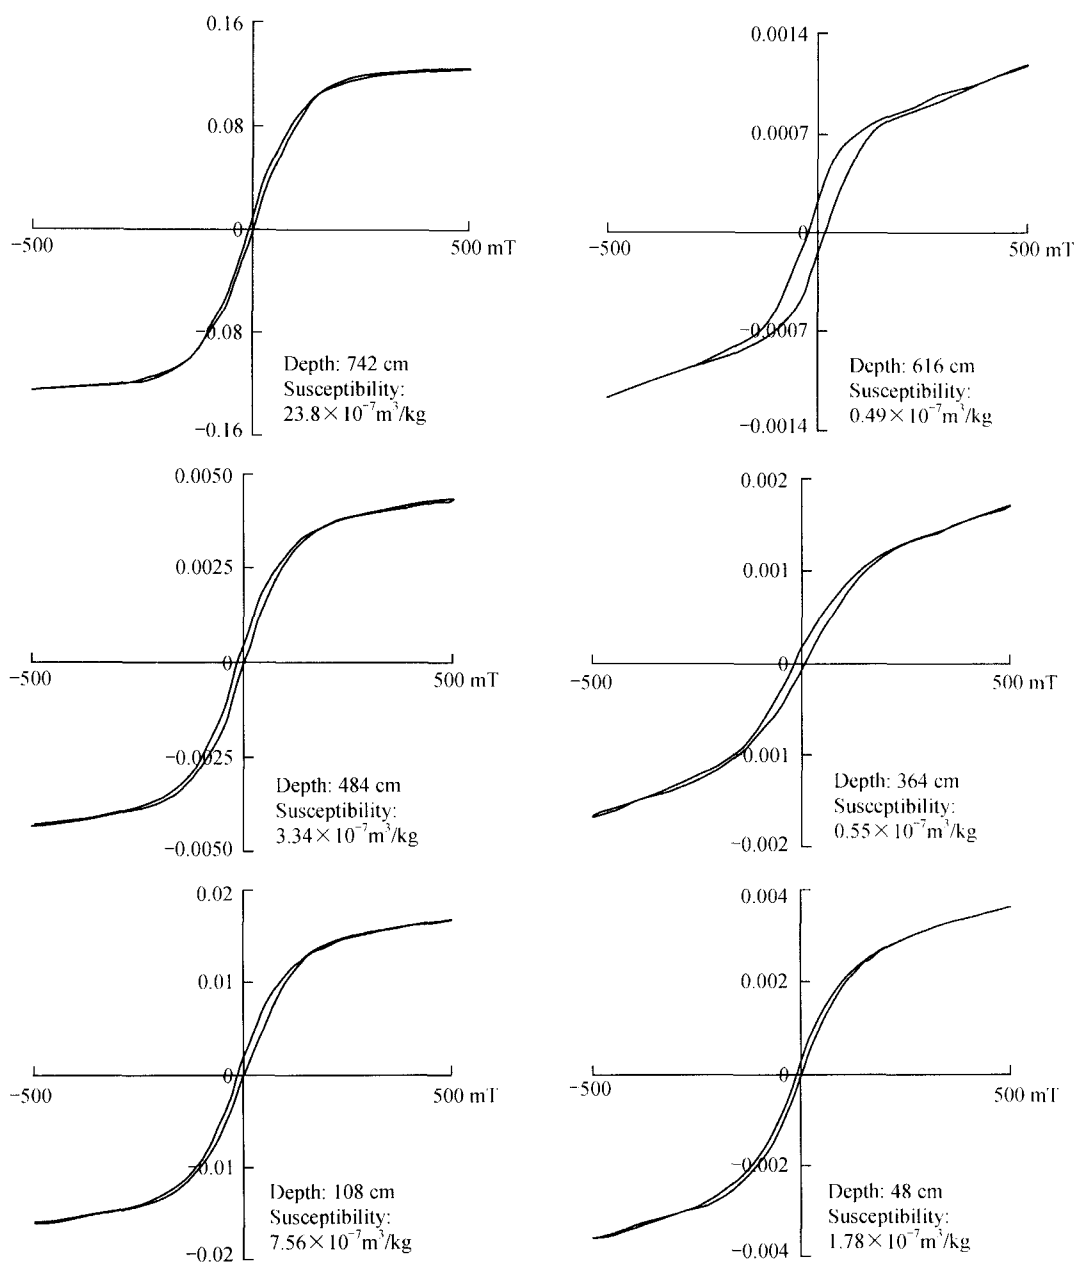 0.16
0.08
0
−500
500 mT
−0.08
−0.16
Depth: 742 cm
Susceptibility:
23.8×10⁻⁷m³/kg
0.0014
0.0007
0
−500
500 mT
−0.0007
−0.0014
Depth: 616 cm
Susceptibility:
0.49×10⁻⁷m³/kg
0.0050
0.0025
0
−500
500 mT
−0.0025
−0.0050
Depth: 484 cm
Susceptibility:
3.34×10⁻⁷m³/kg
0.002
0.001
0
−500
500 mT
−0.001
−0.002
Depth: 364 cm
Susceptibility:
0.55×10⁻⁷m³/kg
0.02
0.01
0
−500
500 mT
−0.01
−0.02
Depth: 108 cm
Susceptibility:
7.56×10⁻⁷m³/kg
0.004
0.002
0
−500
500 mT
−0.002
−0.004
Depth: 48 cm
Susceptibility:
1.78×10⁻⁷m³/kg